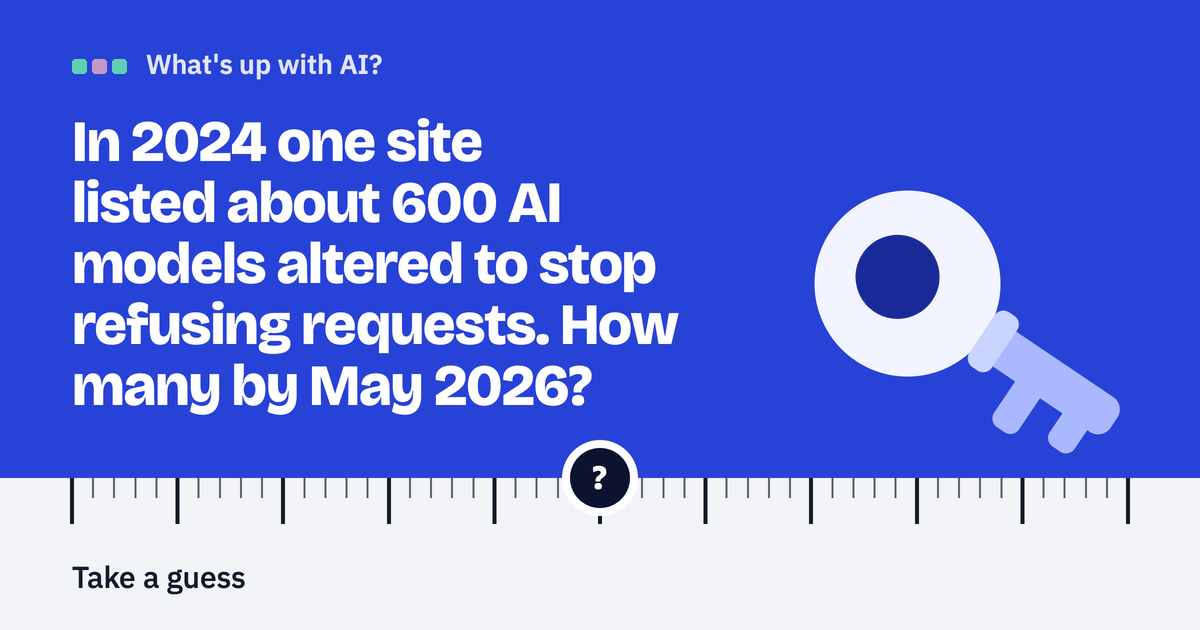 What's up with AI?
In 2024 one site
listed about 600 AI
models altered to stop
refusing requests. How
many by May 2026?
?
Take a guess